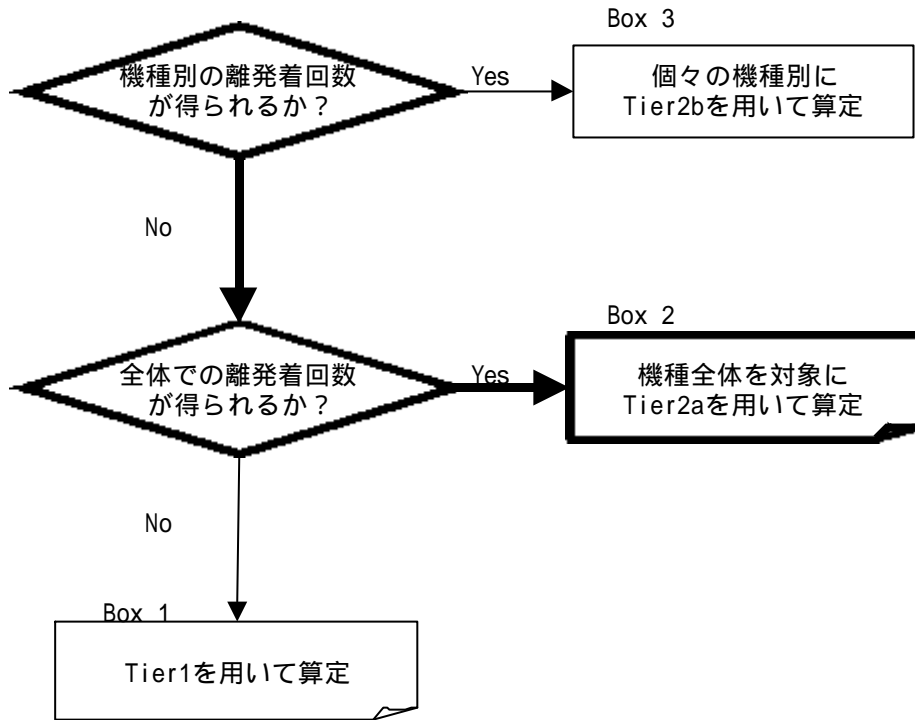 Box 3
機種別の離発着回数
が得られるか？
Yes
個々の機種別に
Tier2bを用いて算定
No
Box 2
全体での離発着回数
が得られるか？
Yes
機種全体を対象に
Tier2aを用いて算定
No
Box 1
Tier1を用いて算定